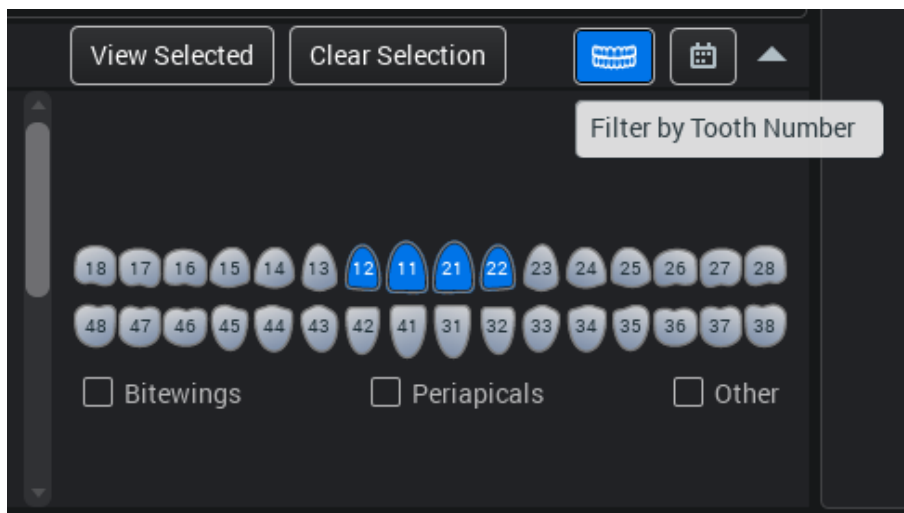 View Selected Clear Selection
Filter by Tooth Number
18 17 16 15 14 13 12 11 21 22 23 24 25 26 27 28
48 47 46 45 44 43 42 41 31 32 33 34 35 36 37 38
Bitewings Periapicals Other